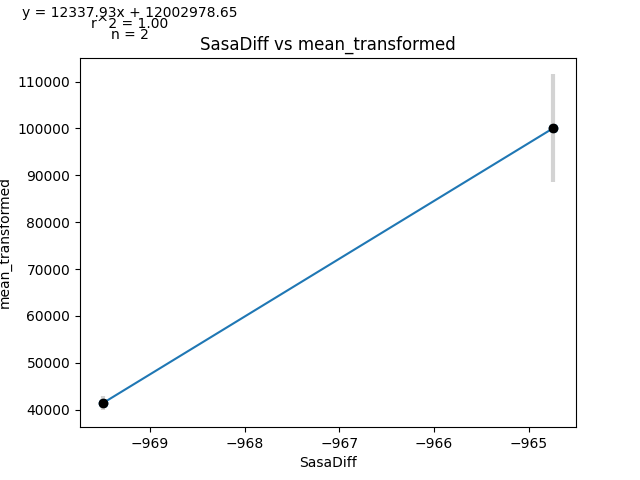 y = 12337.93x + 12002978.65
r^2 = 1.00
n = 2
SasaDiff vs mean_transformed
110000
100000
90000
80000
70000
60000
50000
40000
mean_transformed
−969
−968
−967
−966
−965
SasaDiff